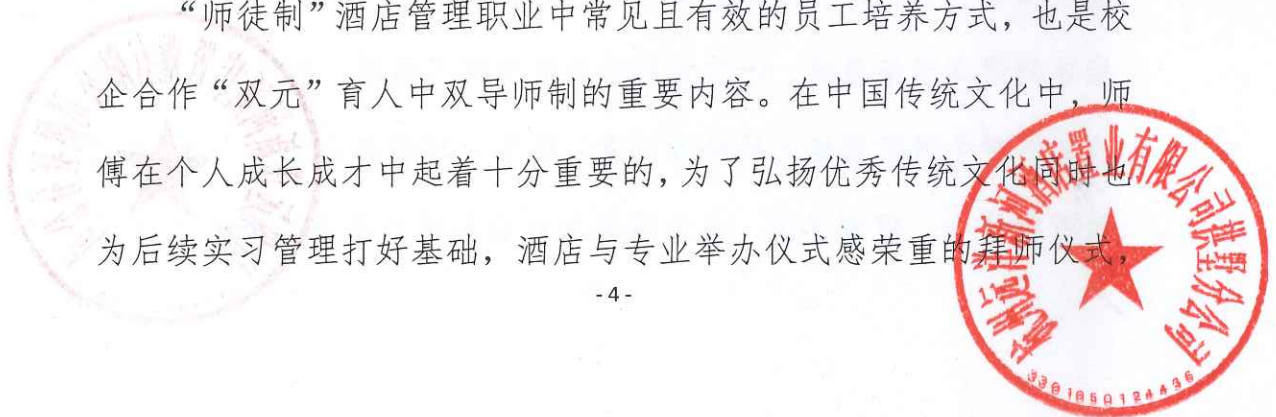 “师徒制”酒店管理职业中常见且有效的员工培养方式，也是校
企合作“双元”育人中双导师制的重要内容。在中国传统文化中，师
傅在个人成长成才中起着十分重要的，为了弘扬优秀传统文化同时也
为后续实习管理打好基础，酒店与专业举办仪式感荣重的拜师仪式，
- 4 -
3301050124436